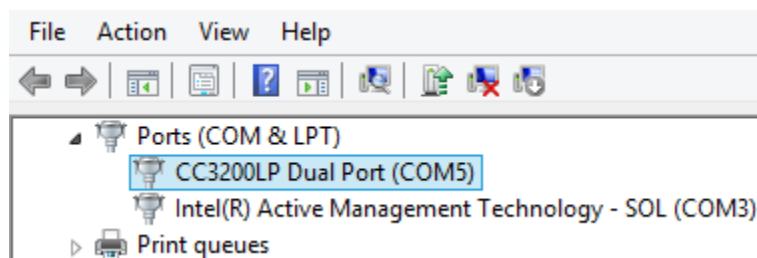 File Action View Help
Ports (COM & LPT)
CC3200LP Dual Port (COM5)
Intel(R) Active Management Technology - SOL (COM3)
Print queues